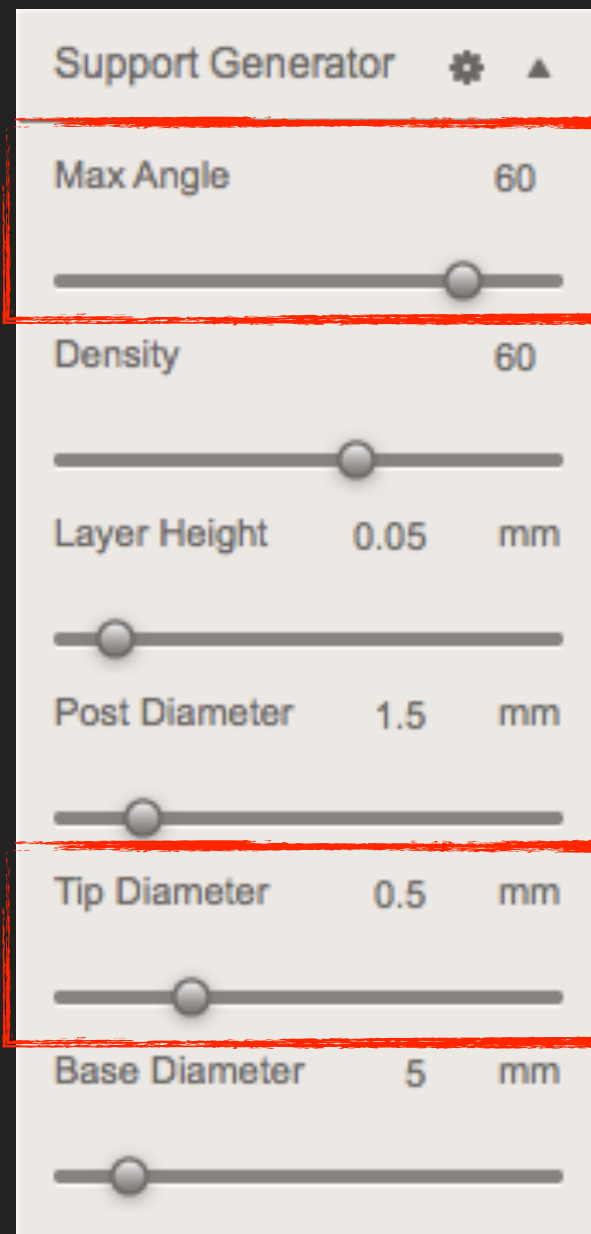 Support Generator
Max Angle 60
Density 60
Layer Height 0.05 mm
Post Diameter 1.5 mm
Tip Diameter 0.5 mm
Base Diameter 5 mm